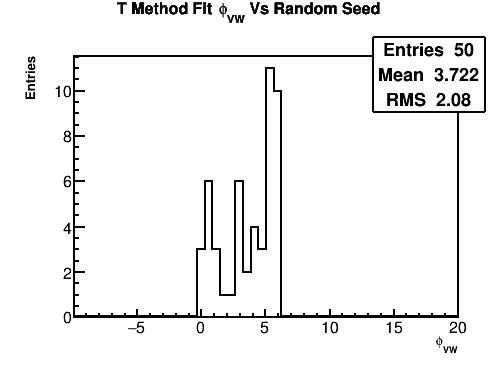 T Method Fit ϕVW Vs Random Seed
Entries 50
Mean 3.722
RMS 2.08
Entries
10
8
6
4
2
0
−5 0 5 10 15 20
ϕVW